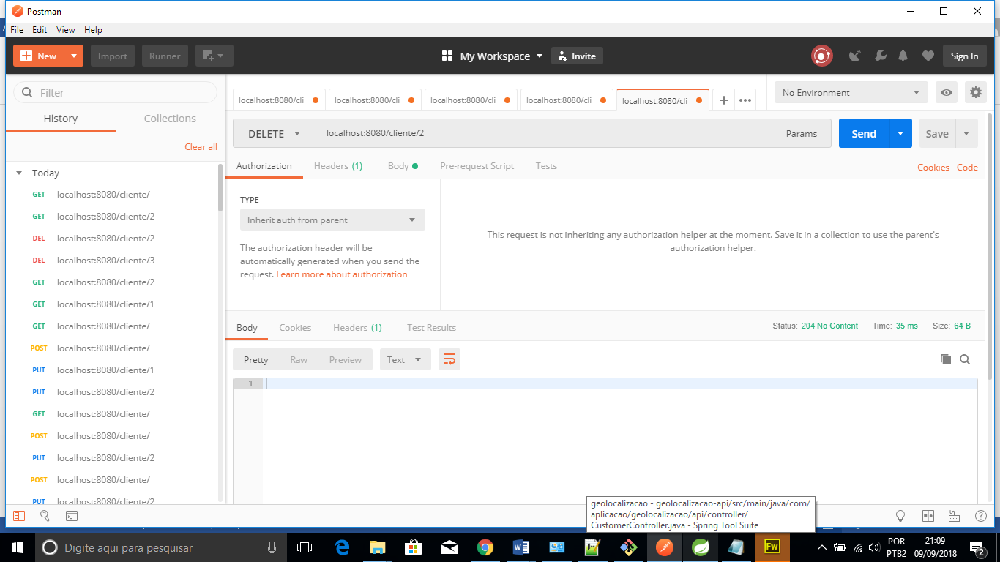 Postman
File Edit View Help
New Import Runner My Workspace Invite Sign In
Filter
History Collections
Clear all
Today
GET localhost:8080/cliente/
GET localhost:8080/cliente/2
DEL localhost:8080/cliente/2
DEL localhost:8080/cliente/3
GET localhost:8080/cliente/2
GET localhost:8080/cliente/1
GET localhost:8080/cliente/
POST localhost:8080/cliente/
PUT localhost:8080/cliente/1
PUT localhost:8080/cliente/2
GET localhost:8080/cliente/
POST localhost:8080/cliente/
PUT localhost:8080/cliente/2
POST localhost:8080/cliente/
PUT localhost:8080/cliente/2
localhost:8080/cli localhost:8080/cli localhost:8080/cli localhost:8080/cli localhost:8080/cli + ••• No Environment
DELETE localhost:8080/cliente/2 Params Send Save
Authorization Headers (1) Body Pre-request Script Tests Cookies Code
TYPE
Inherit auth from parent
The authorization header will be
automatically generated when you send the
request. Learn more about authorization
This request is not inheriting any authorization helper at the moment. Save it in a collection to use the parent's
authorization helper.
Body Cookies Headers (1) Test Results Status: 204 No Content Time: 35 ms Size: 64 B
Pretty Raw Preview Text
1
geolocalizacao - geolocalizacao-api/src/main/java/com/
aplicacao/geolocalizacao/api/controller/
CustomerController.java - Spring Tool Suite
Digite aqui para pesquisar
Fw
POR
PTB2
21:09
09/09/2018
2